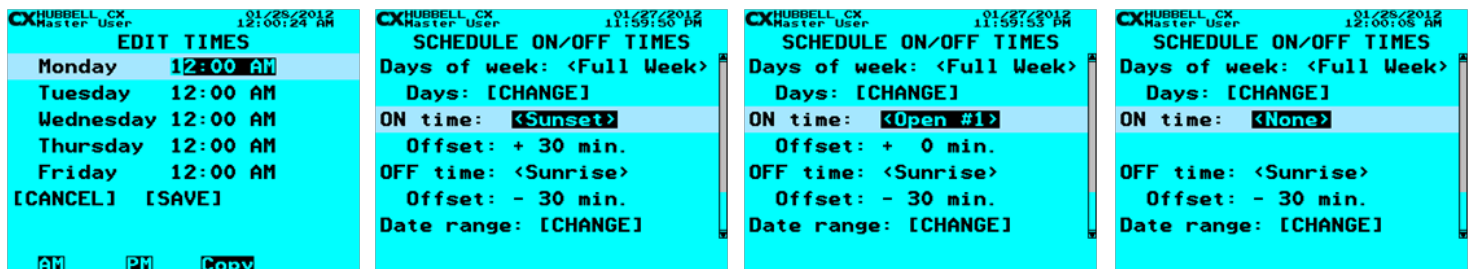 CX HUBBELL CX 01/28/2012
Master User 12:00:24 AM
EDIT TIMES
Monday 12:00 AM
Tuesday 12:00 AM
Wednesday 12:00 AM
Thursday 12:00 AM
Friday 12:00 AM
[CANCEL] [SAVE]
AM PM Copy
CX HUBBELL CX 01/27/2012
Master User 11:59:50 PM
SCHEDULE ON/OFF TIMES
Days of week: <Full Week>
Days: [CHANGE]
ON time: <Sunset>
Offset: + 30 min.
OFF time: <Sunrise>
Offset: - 30 min.
Date range: [CHANGE]
CX HUBBELL CX 01/27/2012
Master User 11:59:53 PM
SCHEDULE ON/OFF TIMES
Days of week: <Full Week>
Days: [CHANGE]
ON time: <Open #1>
Offset: + 0 min.
OFF time: <Sunrise>
Offset: - 30 min.
Date range: [CHANGE]
CX HUBBELL CX 01/28/2012
Master User 12:00:08 AM
SCHEDULE ON/OFF TIMES
Days of week: <Full Week>
Days: [CHANGE]
ON time: <None>
OFF time: <Sunrise>
Offset: - 30 min.
Date range: [CHANGE]